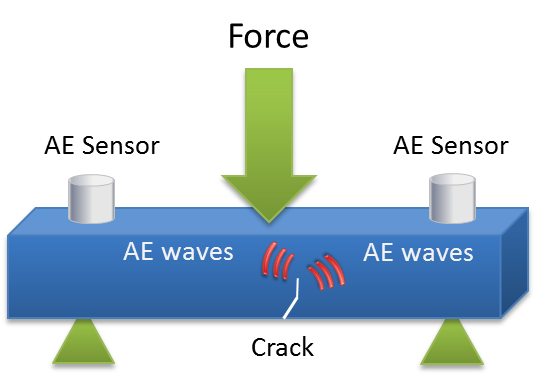 Force
AE Sensor
AE Sensor
AE waves
AE waves
Crack